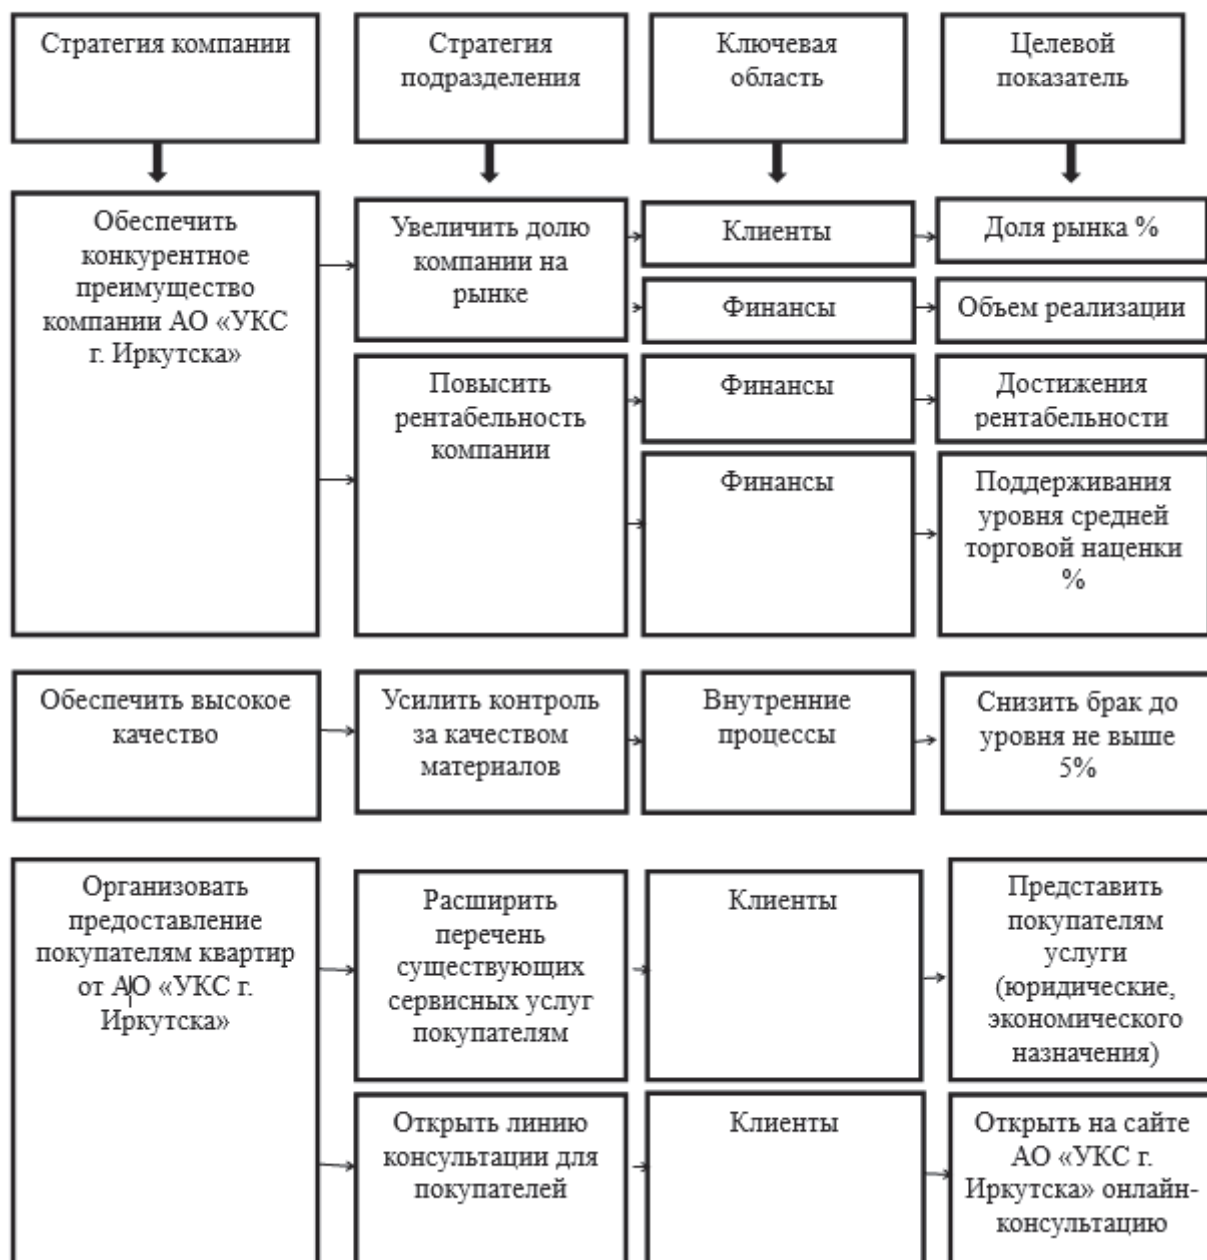 Стратегия компании
Стратегия
подразделения
Ключевая
область
Целевой
показатель
Обеспечить
конкурентное
преимущество
компании АО «УКС
г. Иркутска»
Увеличить долю
компании на
рынке
Клиенты
Доля рынка %
Финансы
Объем реализации
Повысить
рентабельность
компании
Финансы
Достижения
рентабельности
Финансы
Поддерживания
уровня средней
торговой наценки
%
Обеспечить высокое
качество
Усилить контроль
за качеством
материалов
Внутренние
процессы
Снизить брак до
уровня не выше
5%
Организовать
предоставление
покупателям квартир
от АО «УКС г.
Иркутска»
Расширить
перечень
существующих
сервисных услуг
покупателям
Клиенты
Представить
покупателям
услуги
(юридические,
экономического
назначения)
Открыть линию
консультации для
покупателей
Клиенты
Открыть на сайте
АО «УКС г.
Иркутска» онлайн-
консультацию